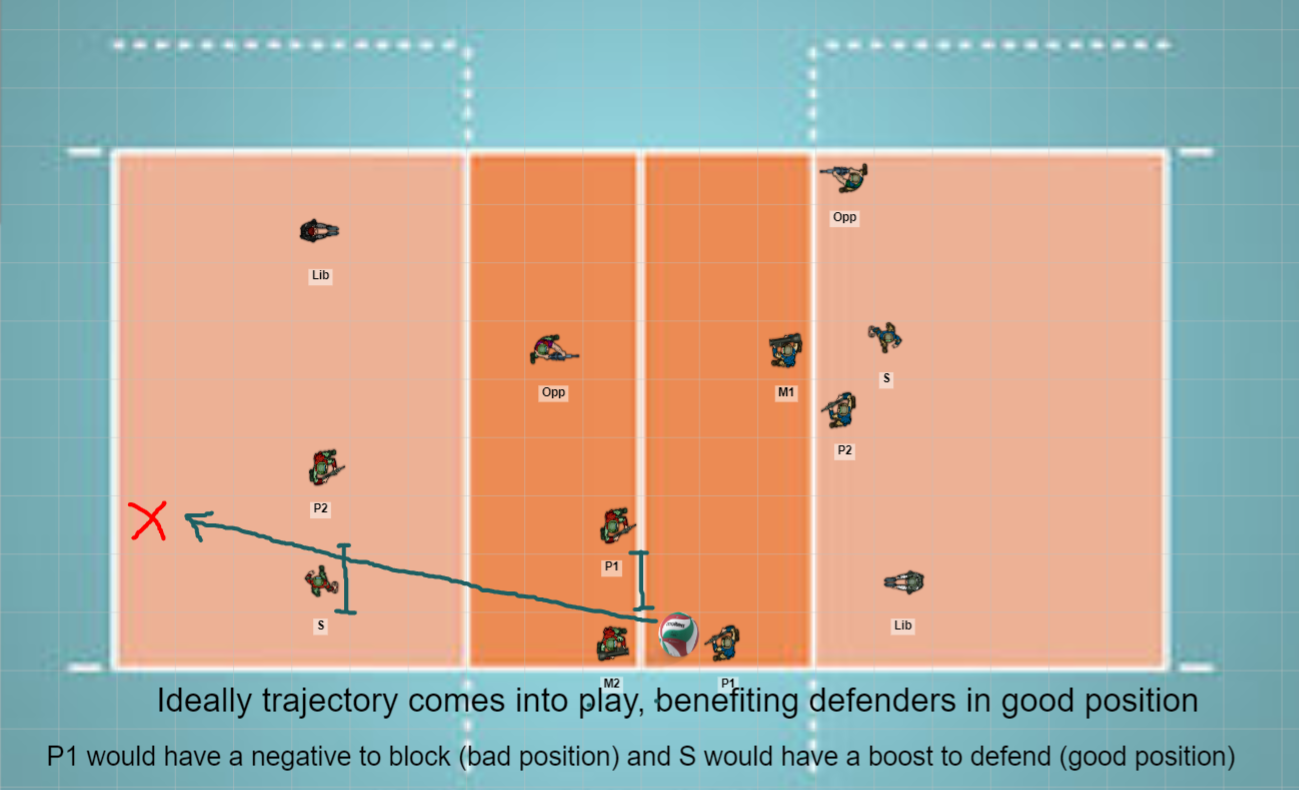 Opp
Lib
S
Opp
M1
P2
P2
P1
S
Lib
M2
P1
Ideally trajectory comes into play, benefiting defenders in good position
P1 would have a negative to block (bad position) and S would have a boost to defend (good position)